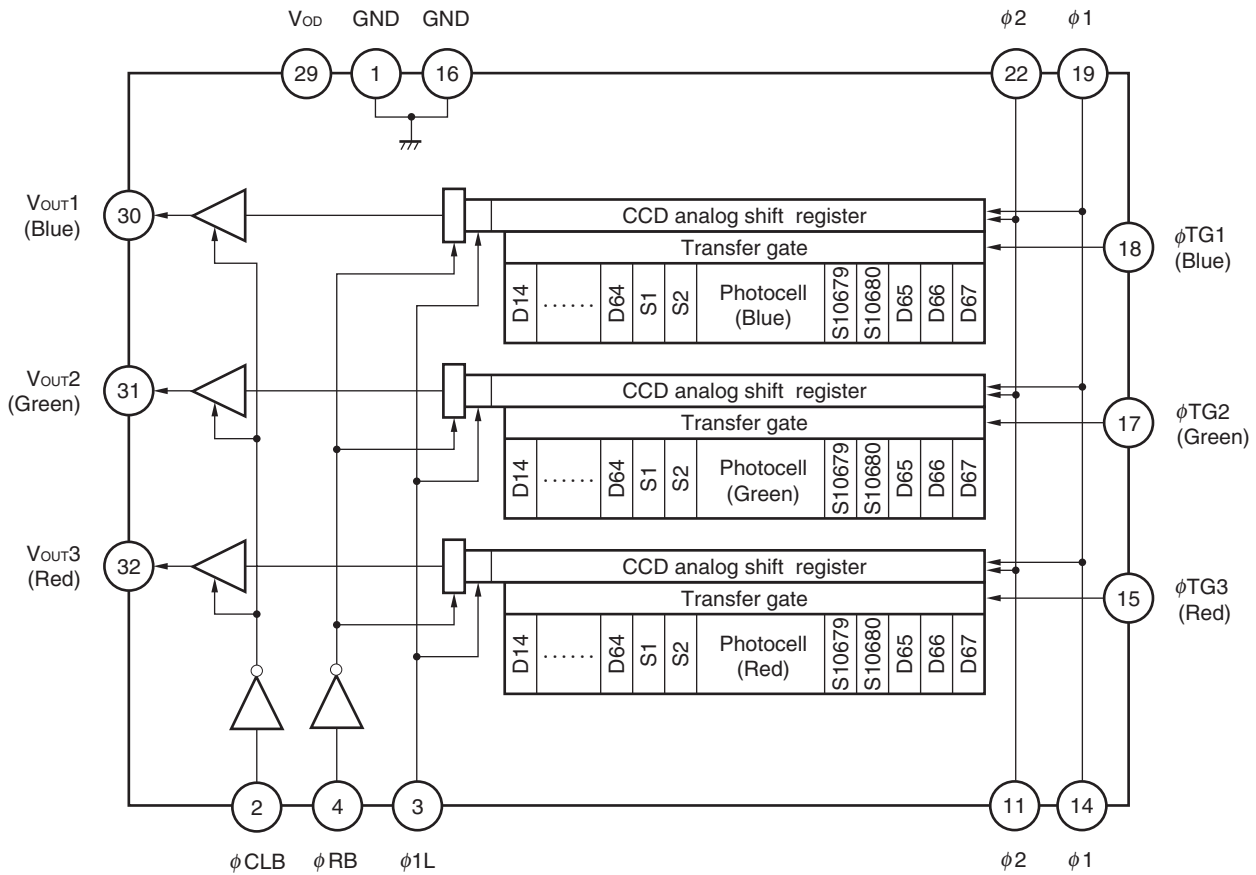 VOD GND GND φ2 φ1
29 1 16 22 19
VOUT1
(Blue)
30
CCD analog shift register
Transfer gate
D14 ······ D64 S1 S2 Photocell
(Blue) S10679 S10680 D65 D66 D67
18
φTG1
(Blue)
VOUT2
(Green)
31
CCD analog shift register
Transfer gate
D14 ······ D64 S1 S2 Photocell
(Green) S10679 S10680 D65 D66 D67
17
φTG2
(Green)
VOUT3
(Red)
32
CCD analog shift register
Transfer gate
D14 ······ D64 S1 S2 Photocell
(Red) S10679 S10680 D65 D66 D67
15
φTG3
(Red)
2 4 3 11 14
φCLB φRB φ1L φ2 φ1